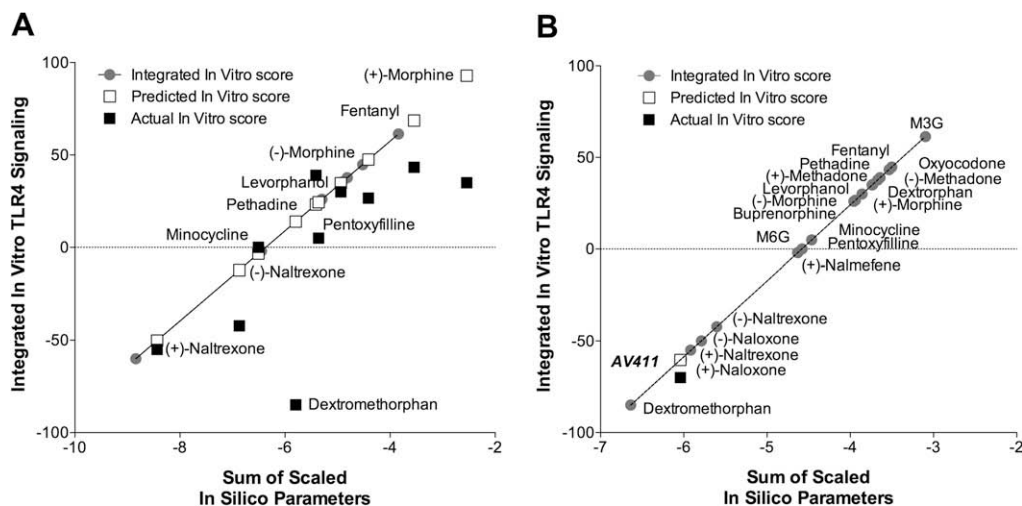 A
Integrated In Vitro TLR4 Signaling
100
50
0
-50
-100
Integrated In Vitro score
Predicted In Vitro score
Actual In Vitro score
(+)-Morphine
Fentanyl
(-)-Morphine
Levorphanol
Pethadine
Pentoxyfilline
Minocycline
(-)-Naltrexone
(+)-Naltrexone
Dextromethorphan
-10
-8
-6
-4
-2
Sum of Scaled
In Silico Parameters
B
Integrated In Vitro TLR4 Signaling
100
50
0
-50
-100
Integrated In Vitro score
Predicted In Vitro score
Actual In Vitro score
M3G
Fentanyl
Pethadine
Oxyocodone
(+)-Methadone
(-)-Methadone
Levorphanol
Dextrorphan
(-)-Morphine
(+)-Morphine
Buprenorphine
M6G
Minocycline
Pentoxyfilline
(+)-Nalmefene
(-)-Naltrexone
(-)-Naloxone
AV411
(+)-Naltrexone
(+)-Naloxone
Dextromethorphan
-7
-6
-5
-4
-3
-2
Sum of Scaled
In Silico Parameters